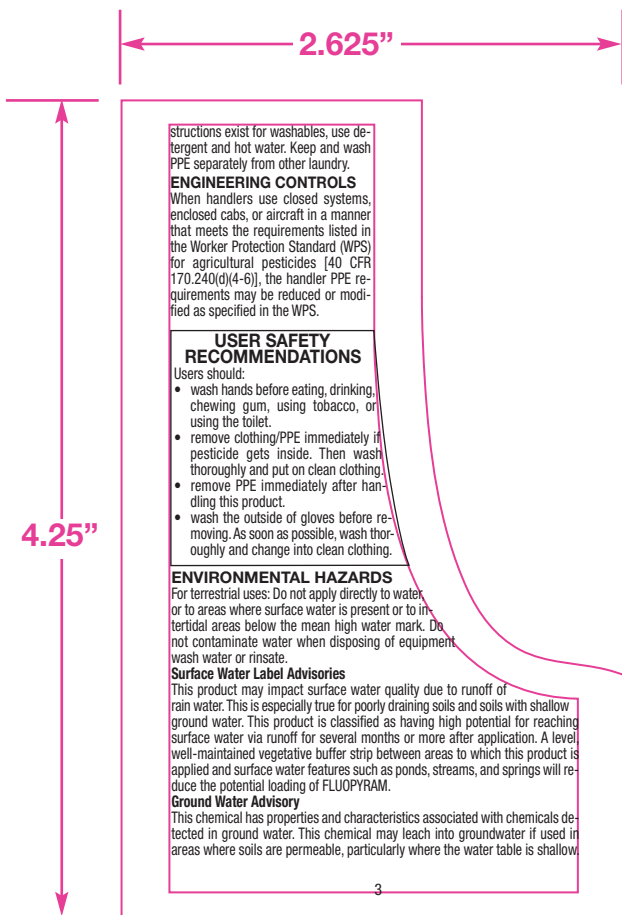 2.625”
4.25”
structions exist for washables, use de-
tergent and hot water. Keep and wash
PPE separately from other laundry.
ENGINEERING CONTROLS
When handlers use closed systems,
enclosed cabs, or aircraft in a manner
that meets the requirements listed in
the Worker Protection Standard (WPS)
for agricultural pesticides [40 CFR
170.240(d)(4-6)], the handler PPE re-
quirements may be reduced or modi-
fied as specified in the WPS.
USER SAFETY
RECOMMENDATIONS
Users should:
• wash hands before eating, drinking,
chewing gum, using tobacco, or
using the toilet.
• remove clothing/PPE immediately if
pesticide gets inside. Then wash
thoroughly and put on clean clothing.
• remove PPE immediately after han-
dling this product.
• wash the outside of gloves before re-
moving. As soon as possible, wash thor-
oughly and change into clean clothing.
ENVIRONMENTAL HAZARDS
For terrestrial uses: Do not apply directly to water,
or to areas where surface water is present or to in-
tertidal areas below the mean high water mark. Do
not contaminate water when disposing of equipment
wash water or rinsate.
Surface Water Label Advisories
This product may impact surface water quality due to runoff of
rain water. This is especially true for poorly draining soils and soils with shallow
ground water. This product is classified as having high potential for reaching
surface water via runoff for several months or more after application. A level,
well-maintained vegetative buffer strip between areas to which this product is
applied and surface water features such as ponds, streams, and springs will re-
duce the potential loading of FLUOPYRAM.
Ground Water Advisory
This chemical has properties and characteristics associated with chemicals de-
tected in ground water. This chemical may leach into groundwater if used in
areas where soils are permeable, particularly where the water table is shallow.
3